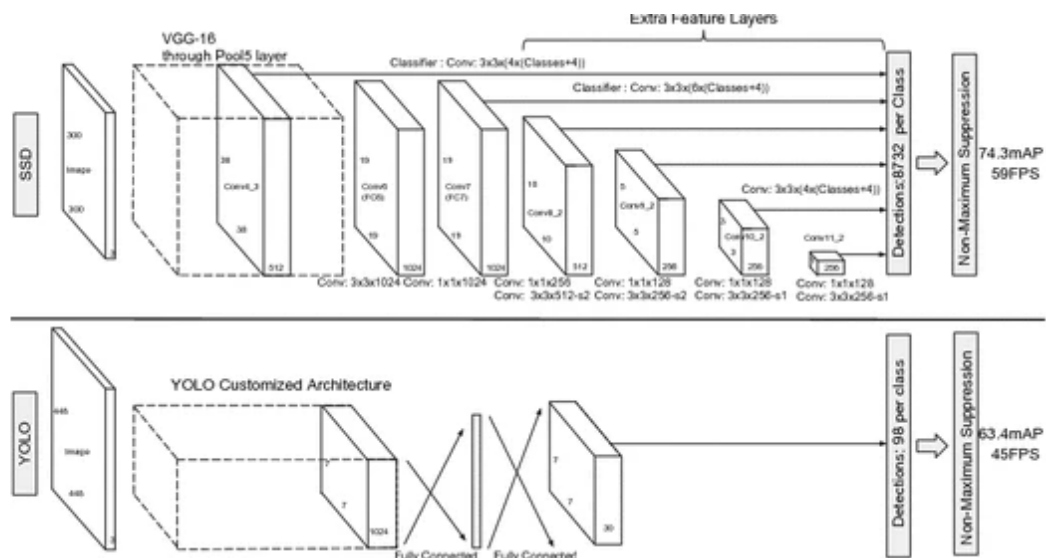 Extra Feature Layers
VGG-16
through Pool5 layer
Classifier : Conv: 3x3x(4x(Classes+4))
Classifier : Conv: 3x3x(6x(Classes+4))
SSD
300
Image
300
3
38
Conv4_3
38
512
19
Conv6
(FC6)
19
1024
19
Conv7
(FC7)
19
1024
10
Conv8_2
10
512
5
Conv9_2
5
256
Conv: 3x3x(4x(Classes+4))
3
Conv10_2
3
256
Conv11_2
256
Conv: 3x3x1024
Conv: 1x1x1024
Conv: 1x1x256
Conv: 3x3x512-s2
Conv: 1x1x128
Conv: 3x3x256-s2
Conv: 1x1x128
Conv: 3x3x256-s1
Conv: 1x1x128
Conv: 3x3x256-s1
Detections:8732 per Class
Non-Maximum Suppression
74.3mAP
59FPS
YOLO
448
Image
448
3
YOLO Customized Architecture
7
7
1024
Fully Connected
Fully Connected
7
7
30
Detections: 98 per class
Non-Maximum Suppression
63.4mAP
45FPS